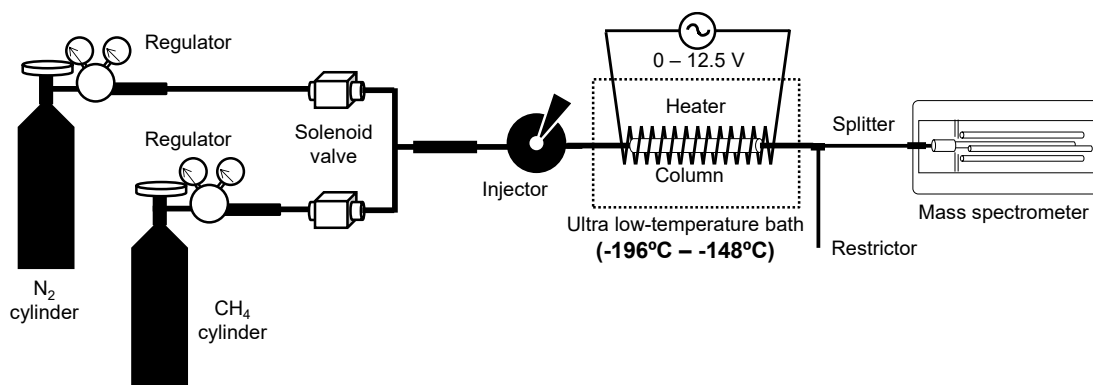 Regulator
0 – 12.5 V
Heater
Solenoid
valve
Splitter
Regulator
Injector
Column
Ultra low-temperature bath
(-196ºC – -148ºC)
Mass spectrometer
Restrictor
N₂
cylinder
CH₄
cylinder